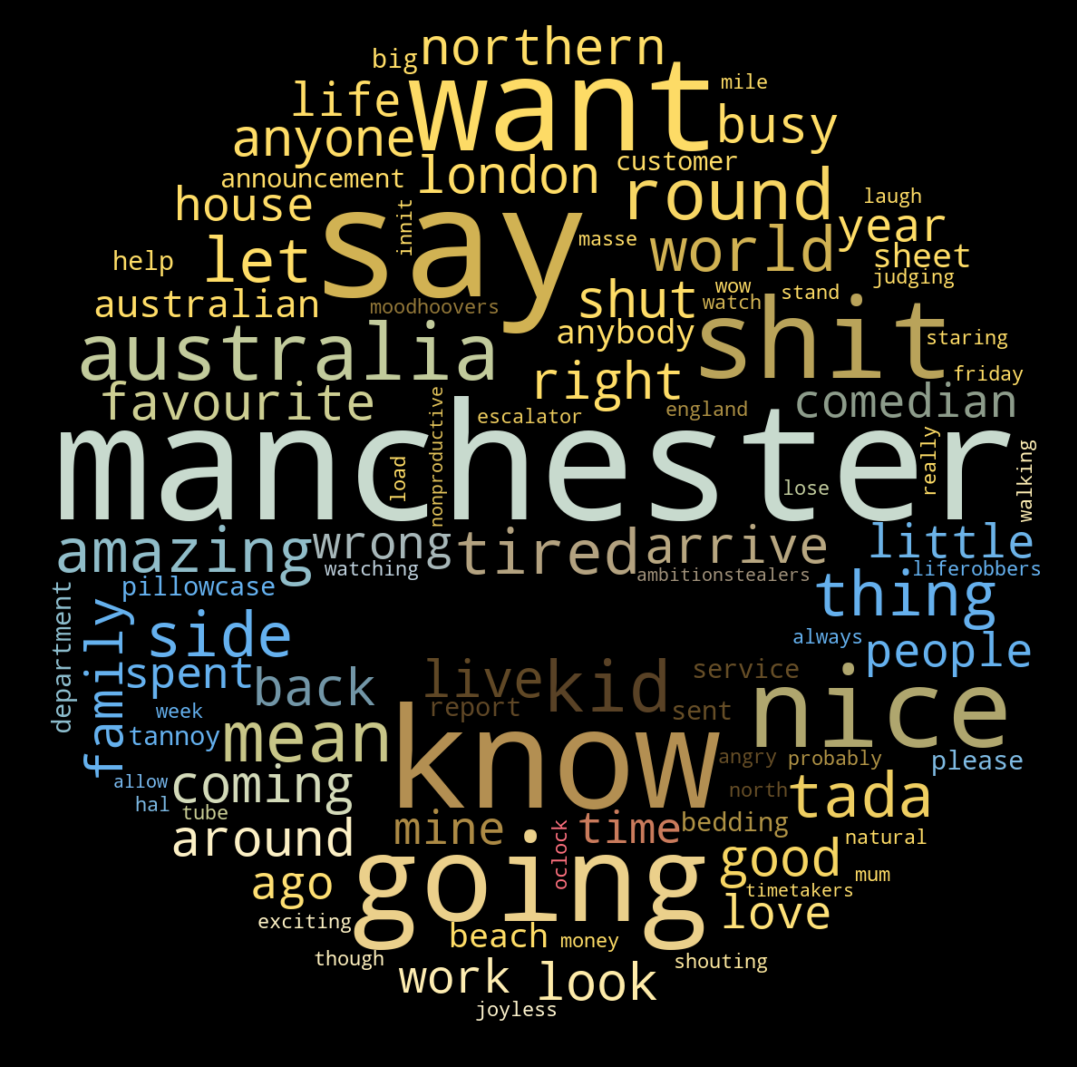 northern
big
want
mile
life
busy
anyone
customer
london
announcement
round
house
laugh
say
innit
year
masse
world
let
help
sheet
judging
wow
stand
australian
moodhoovers
shut
watch
shit
anybody
australia
staring
right
friday
favourite
nonproductive
escalator
england
comedian
manchester
load
lose
really
walking
amazing
wrong
tired
arrive
little
watching
ambitionstealers
liferobbers
pillowcase
thing
department
family
side
always
people
spent
back
live
kid
service
nice
week
report
sent
tannoy
mean
know
angry
probably
please
allow
coming
north
tada
hal
tube
mine
time
bedding
around
oclock
good
natural
ago
going
mum
timetakers
exciting
love
beach
money
though
work
look
shouting
joyless